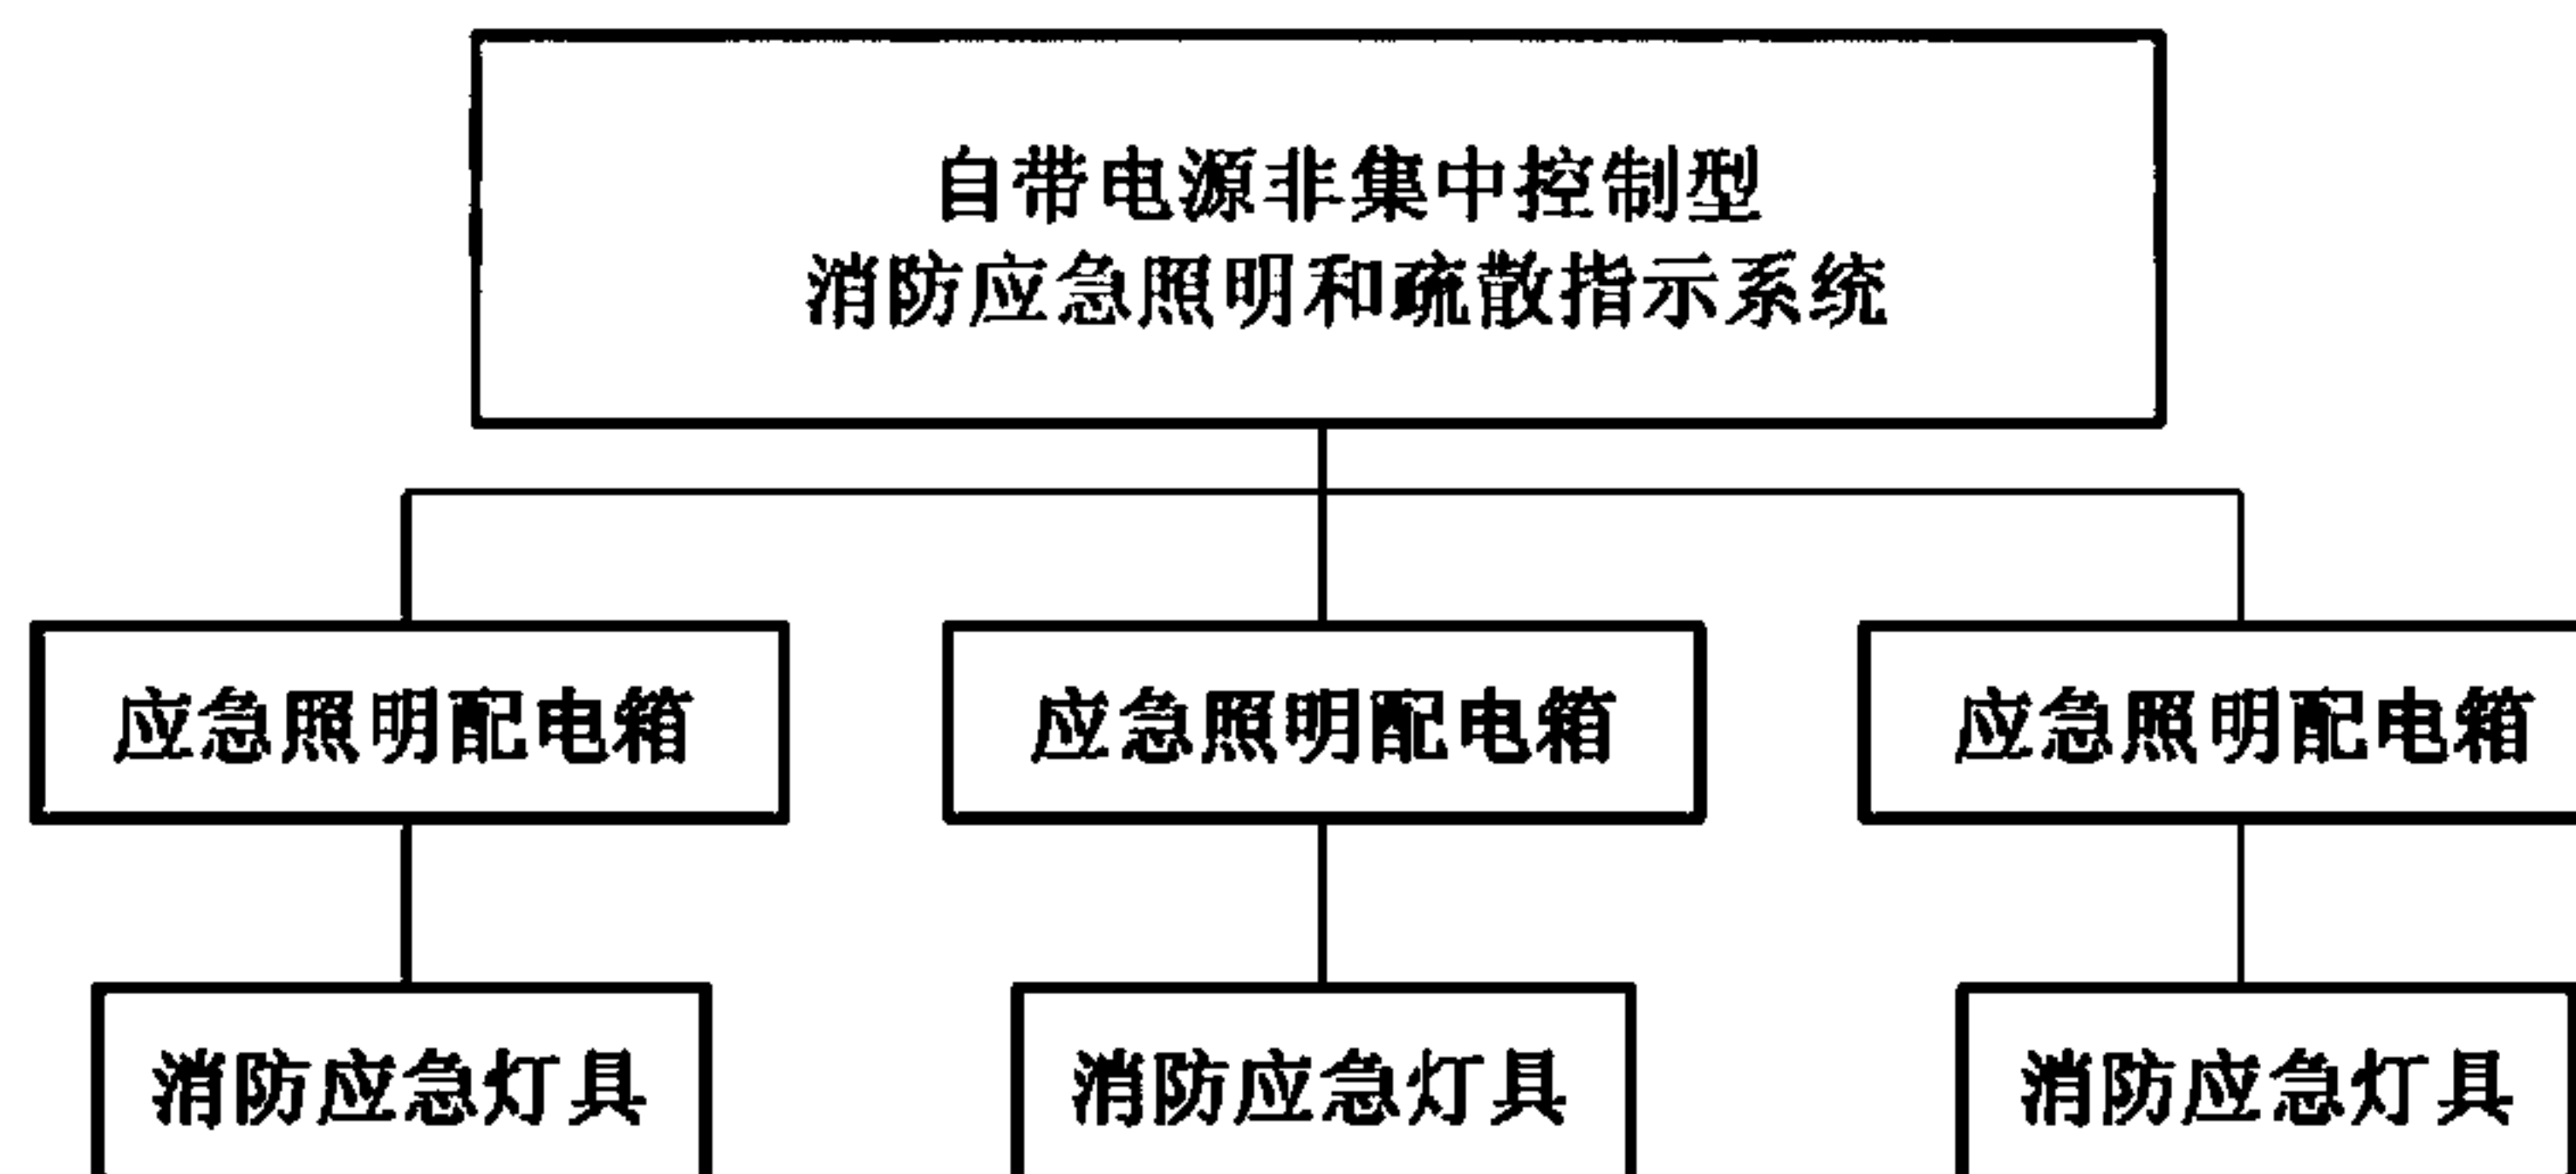 自带电源非集中控制型
消防应急照明和疏散指示系统
应急照明配电箱
应急照明配电箱
应急照明配电箱
消防应急灯具
消防应急灯具
消防应急灯具